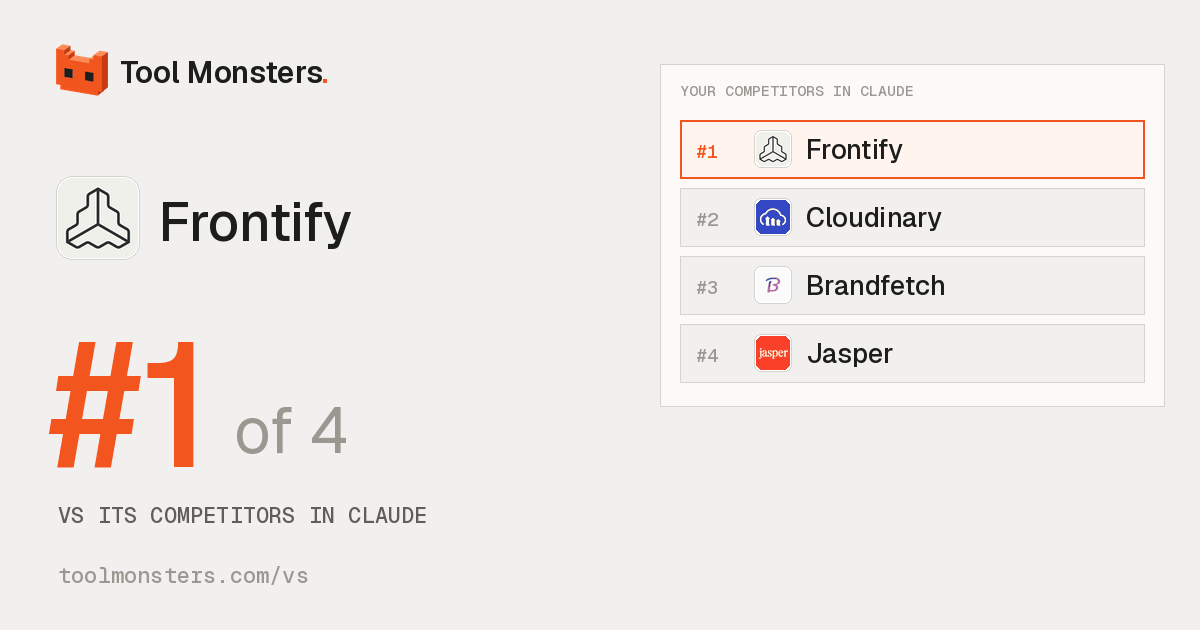 Tool Monsters.
Frontify
#1 of 4
VS ITS COMPETITORS IN CLAUDE
toolmonsters.com/vs
YOUR COMPETITORS IN CLAUDE
#1 Frontify
#2 Cloudinary
#3 B Brandfetch
#4 jasper Jasper